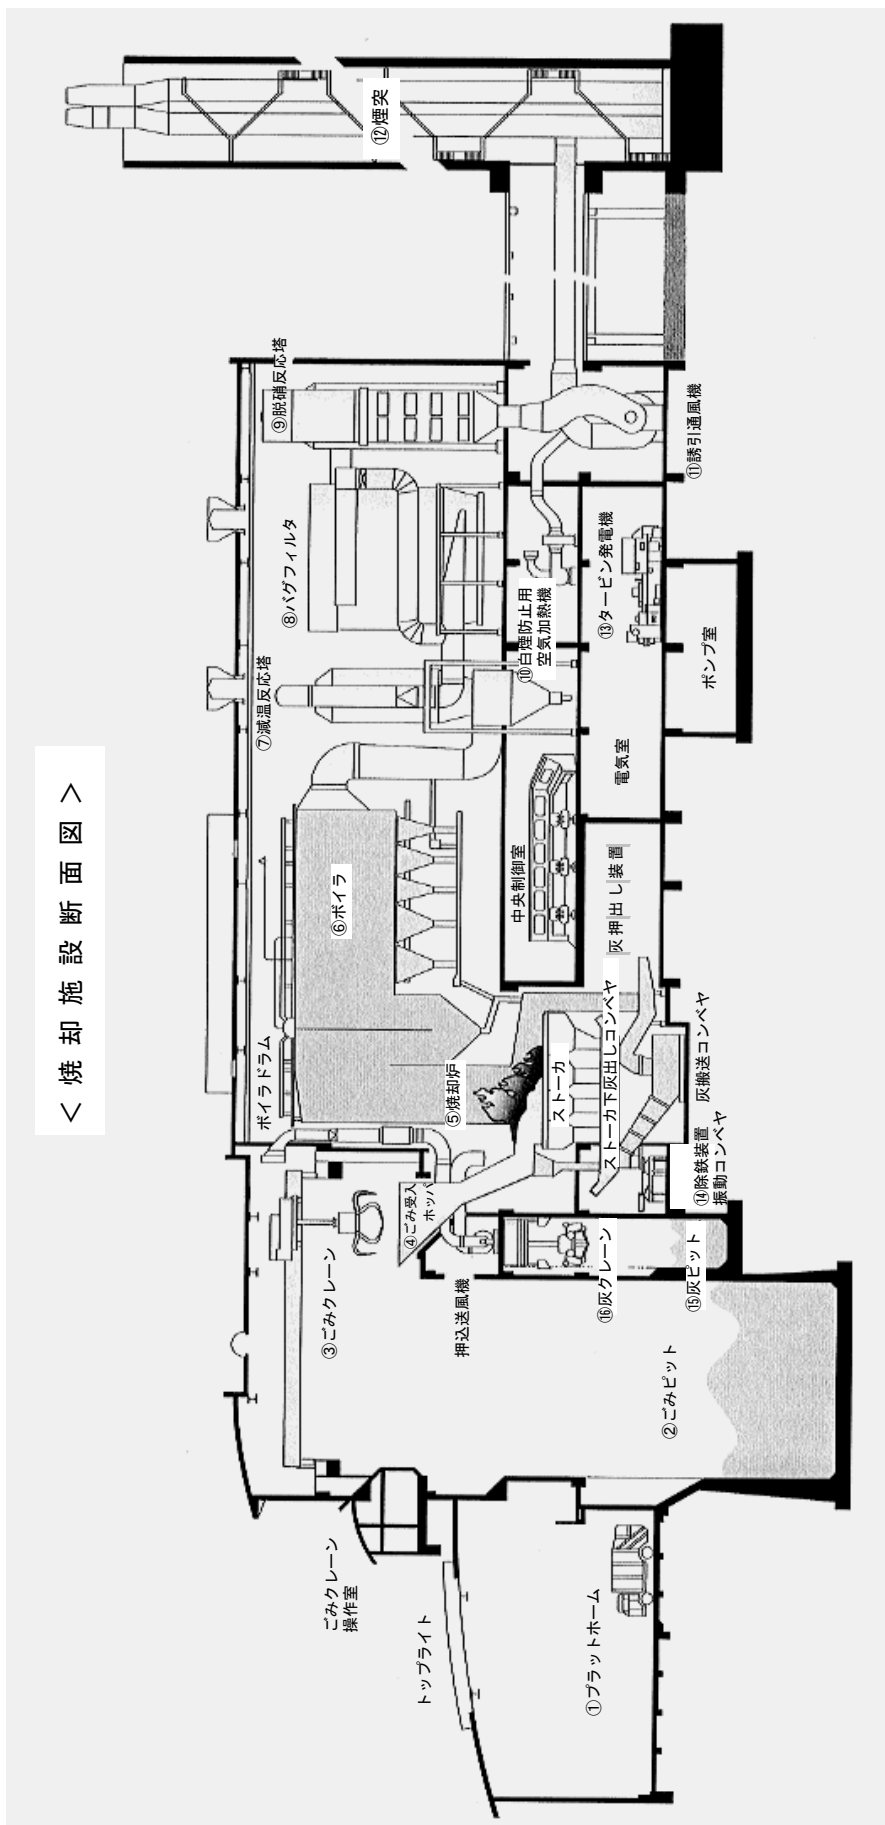 ＜焼却施設断面図＞
①プラットホーム
トップライト
ごみクレーン
操作室
②ごみピット
③ごみクレーン
④ごみ受入
ホッパ
押込送風機
⑤焼却炉
ストーカ
ストーカ下灰出しコンベヤ
灰押出し装置
灰搬送コンベヤ
⑭除鉄装置
振動コンベヤ
⑮灰ピット
⑯灰クレーン
ボイラドラム
⑥ボイラ
中央制御室
電気室
ポンプ室
⑦減温反応塔
⑧バグフィルタ
⑨脱硝反応塔
⑩白煙防止用
空気加熱機
⑬タービン発電機
⑪誘引通風機
⑫煙突